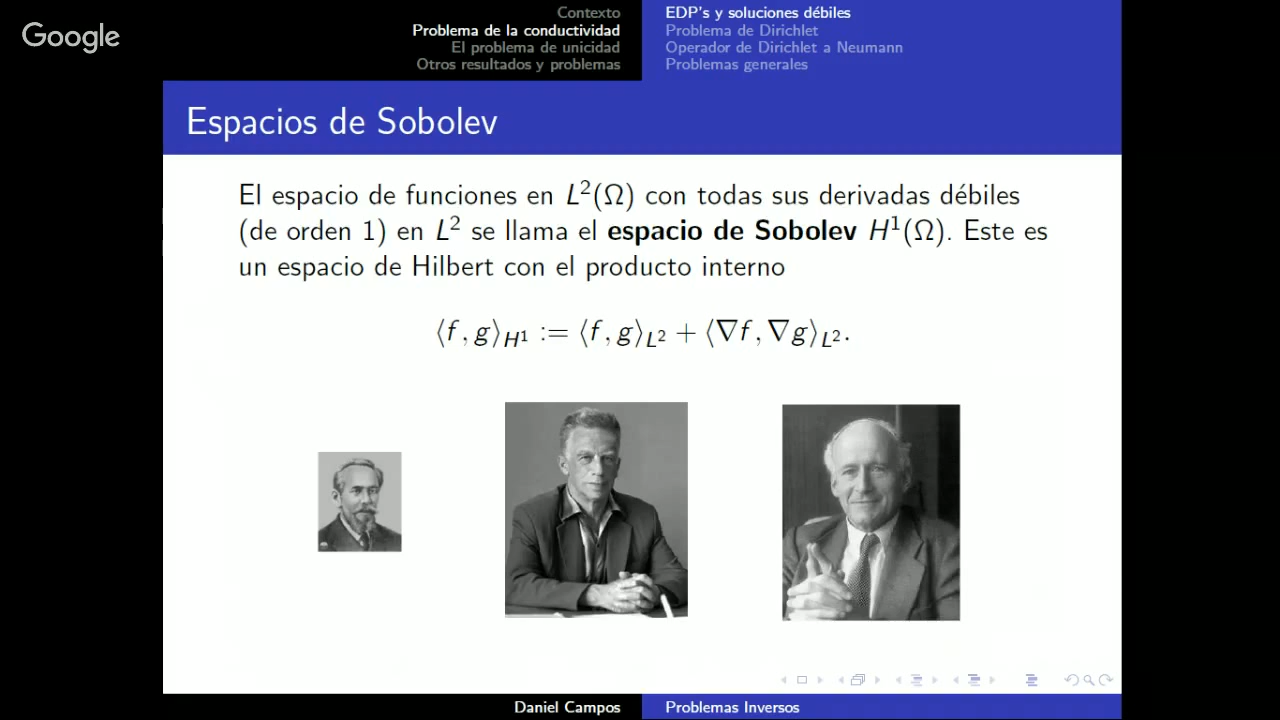 Google
Contexto
Problema de la conductividad
El problema de unicidad
Otros resultados y problemas
EDP's y soluciones débiles
Problema de Dirichlet
Operador de Dirichlet a Neumann
Problemas generales
Espacios de Sobolev
El espacio de funciones en L²(Ω) con todas sus derivadas débiles
(de orden 1) en L² se llama el espacio de Sobolev H¹(Ω). Este es
un espacio de Hilbert con el producto interno
⟨f, g⟩_H¹ := ⟨f, g⟩_L² + ⟨∇f, ∇g⟩_L².
Daniel Campos
Problemas Inversos